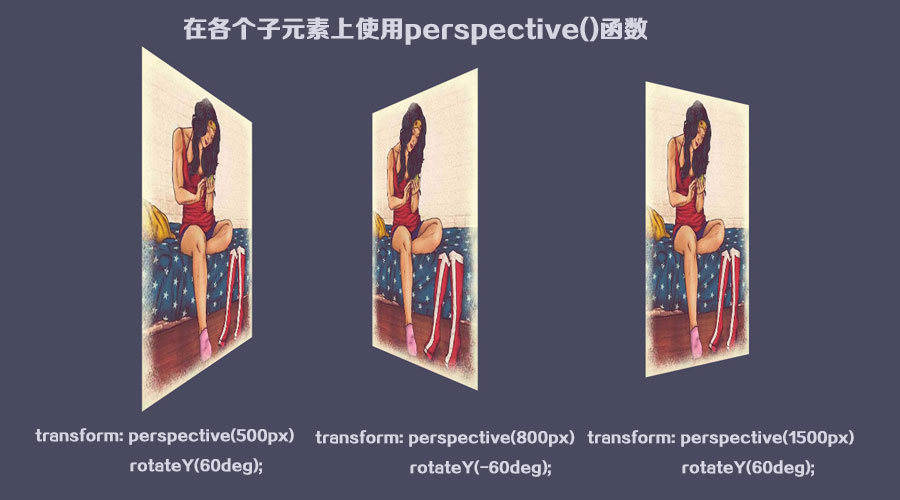 在各个子元素上使用perspective()函数
transform: perspective(500px)
rotateY(60deg);
transform: perspective(800px)
rotateY(-60deg);
transform: perspective(1500px)
rotateY(60deg);